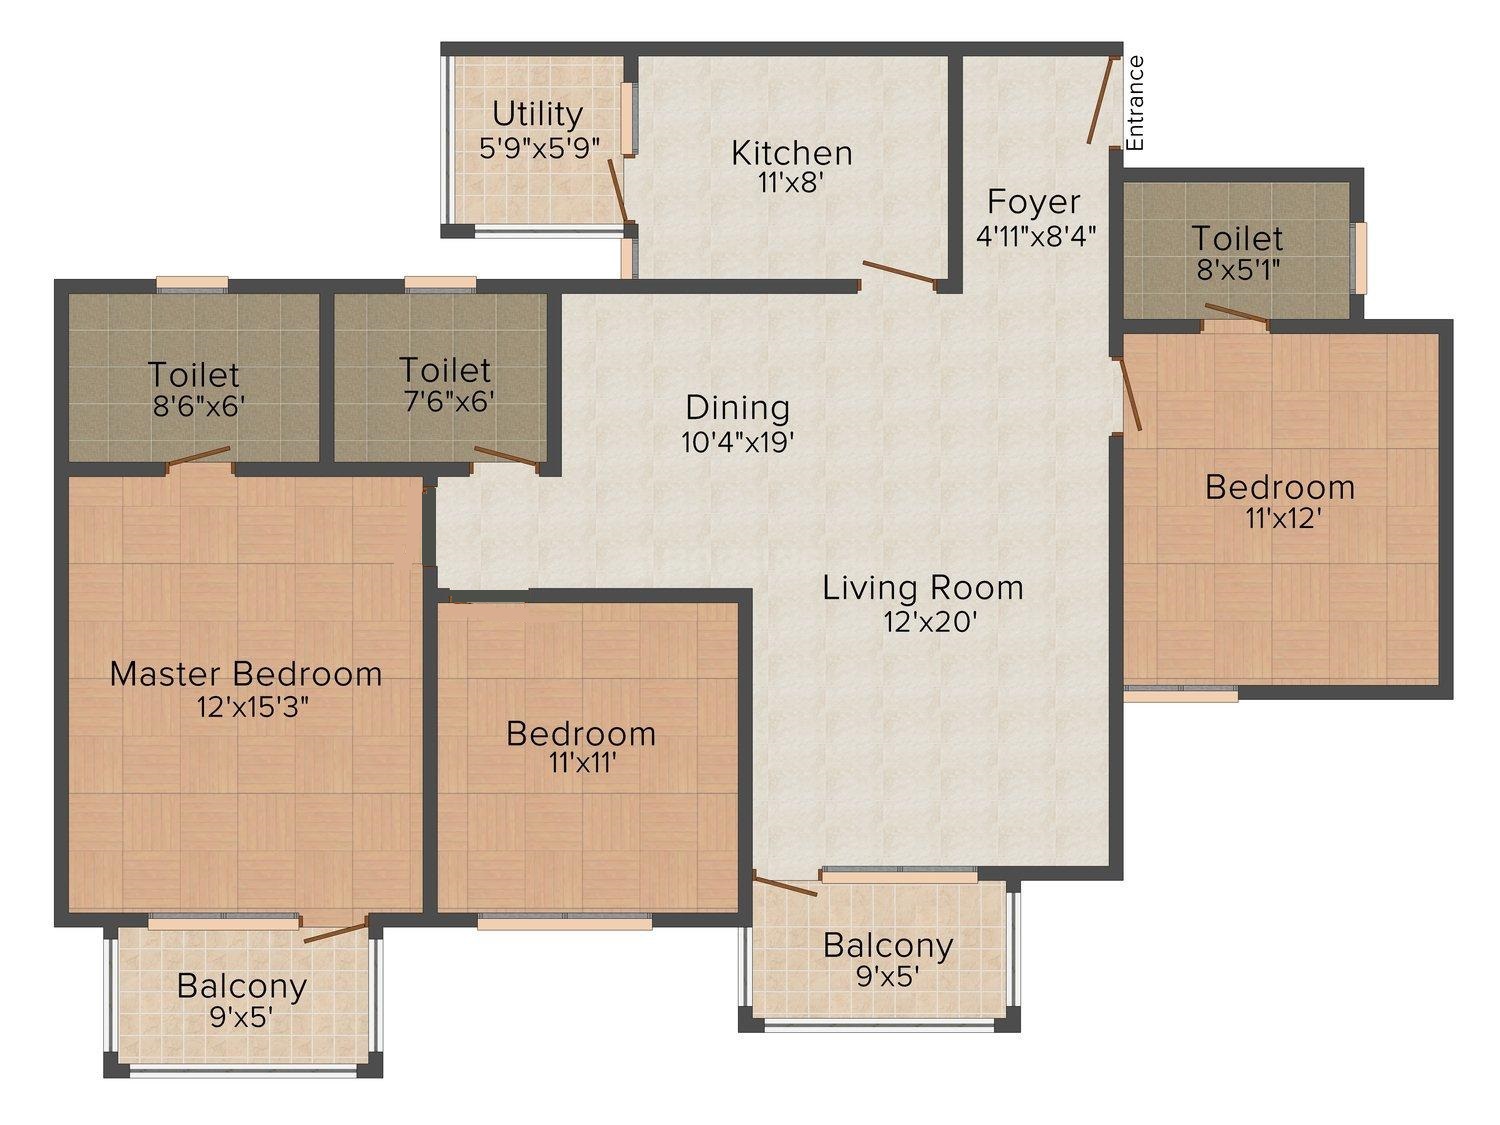 Entrance
Utility
5'9"x5'9"
Kitchen
11'x8'
Foyer
4'11"x8'4"
Toilet
8'x5'1"
Toilet
8'6"x6'
Toilet
7'6"x6'
Dining
10'4"x19'
Bedroom
11'x12'
Living Room
12'x20'
Master Bedroom
12'x15'3"
Bedroom
11'x11'
Balcony
9'x5'
Balcony
9'x5'